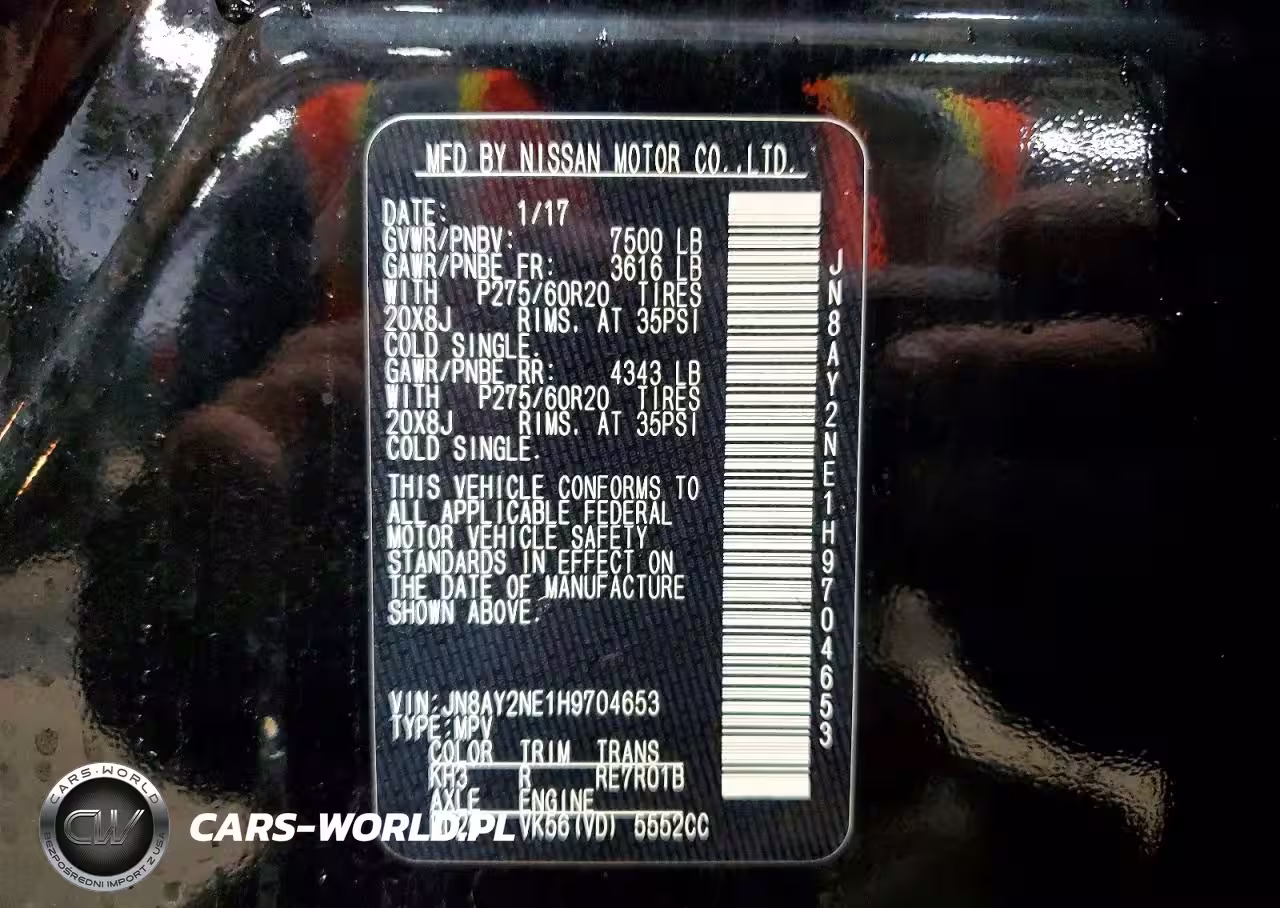 MFD BY NISSAN MOTOR CO.,LTD.
DATE: 1/17
GVWR/PNBV: 7500 LB
GAWR/PNBE FR: 3616 LB
WITH P275/60R20 TIRES
20X8J RIMS. AT 35PSI
COLD SINGLE.
GAWR/PNBE RR: 4343 LB
WITH P275/60R20 TIRES
20X8J RIMS. AT 35PSI
COLD SINGLE.
THIS VEHICLE CONFORMS TO
ALL APPLICABLE FEDERAL
MOTOR VEHICLE SAFETY
STANDARDS IN EFFECT ON
THE DATE OF MANUFACTURE
SHOWN ABOVE.
VIN:JN8AY2NE1H9704653
TYPE:MPV
COLOR TRIM TRANS
KH3 R RE7R01B
AXLE ENGINE
VK56(VD) 5552CC
JN8AY2NE1H9704653
CARS-WORLD
CW
BEZPOŚREDNI IMPORT Z USA
CARS-WORLD.PL